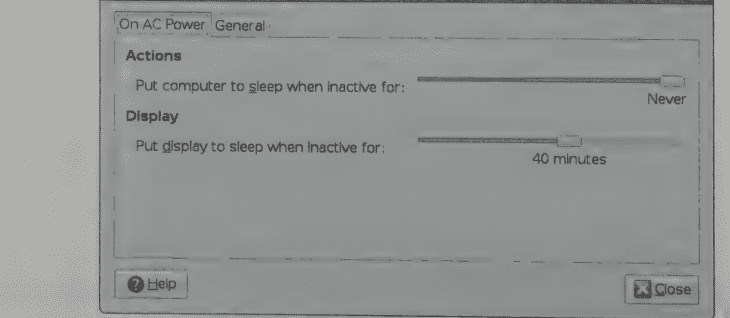 On AC Power General
Actions
Put computer to sleep when inactive for:
Never
Display
Put display to sleep when inactive for:
40 minutes
Help
Close